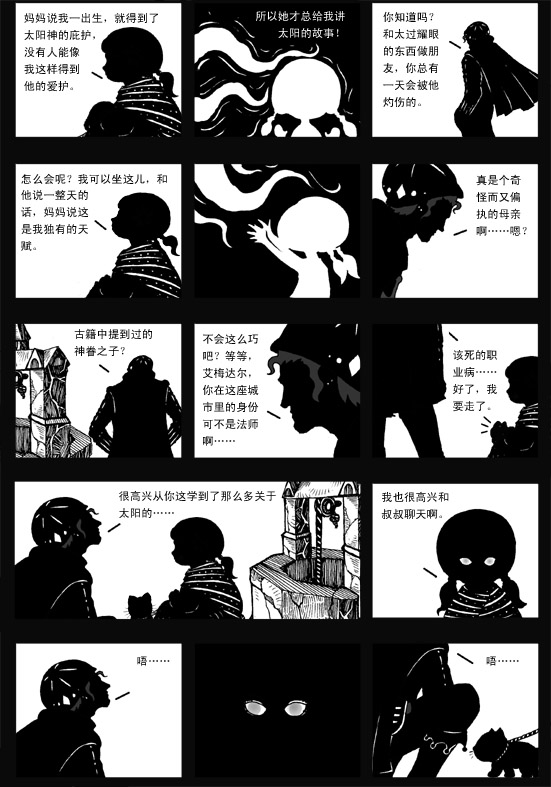 妈妈说我一出生，就得到了
太阳神的庇护，
没有人能像
我这样得到
他的爱护。
所以她才总给我讲
太阳的故事！
你知道吗？
和太过耀眼
的东西做朋
友，你总有
一天会被他
灼伤的。
怎么会呢？我可以坐这儿，和
他说一整天的
话，妈妈说这
是我独有的天
赋。
真是个奇
怪而又偏
执的母亲
啊……嗯？
古籍中提到过的
神眷之子？
不会这么巧
吧？等等，
艾梅达尔，
你在这座城
市里的身份
可不是法师
啊……
该死的职
业病……
好了，我
要走了。
很高兴从你这学到了那么多关于
太阳的……
我也很高兴和
叔叔聊天啊。
唔……
唔……